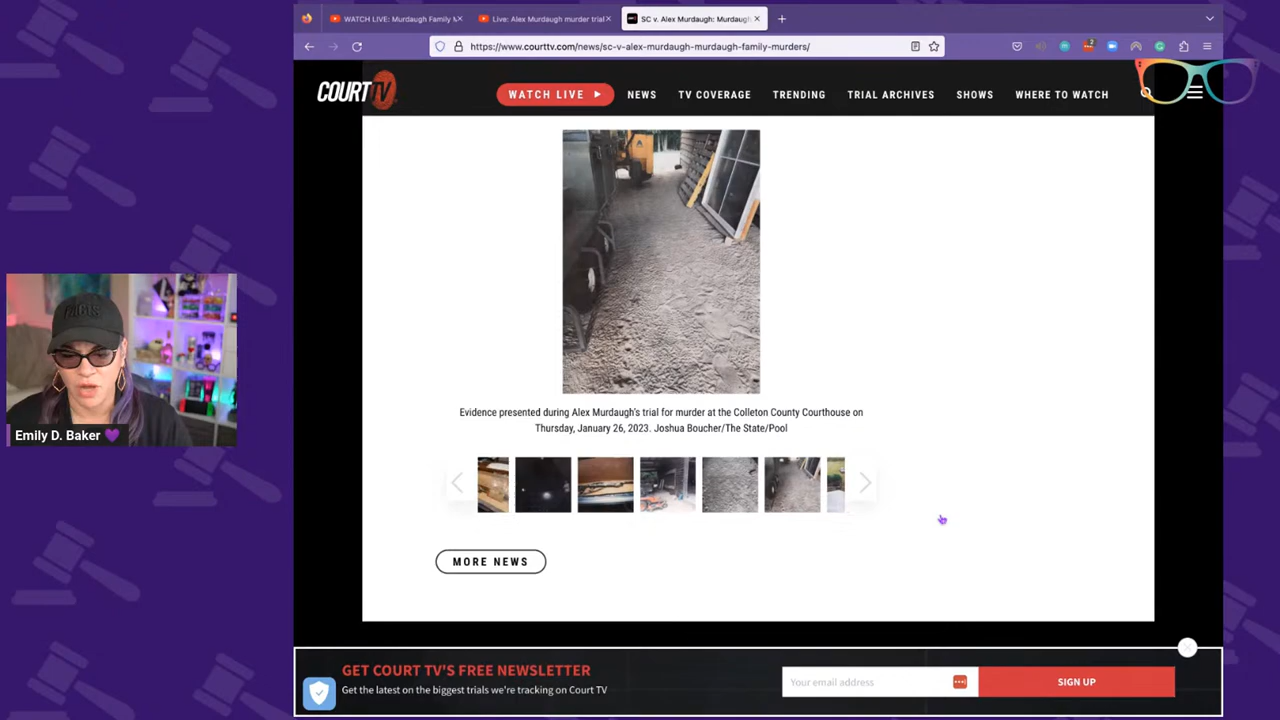 WATCH LIVE: Murdaugh Family M
Live: Alex Murdaugh murder trial
SC v. Alex Murdaugh: Murdaugh
https://www.courttv.com/news/sc-v-alex-murdaugh-murdaugh-family-murders/
COURT TV
WATCH LIVE
NEWS
TV COVERAGE
TRENDING
TRIAL ARCHIVES
SHOWS
WHERE TO WATCH
Evidence presented during Alex Murdaugh's trial for murder at the Colleton County Courthouse on
Thursday, January 26, 2023. Joshua Boucher/The State/Pool
FACTS
Emily D. Baker 💜
MORE NEWS
GET COURT TV'S FREE NEWSLETTER
Get the latest on the biggest trials we're tracking on Court TV
Your email address
SIGN UP